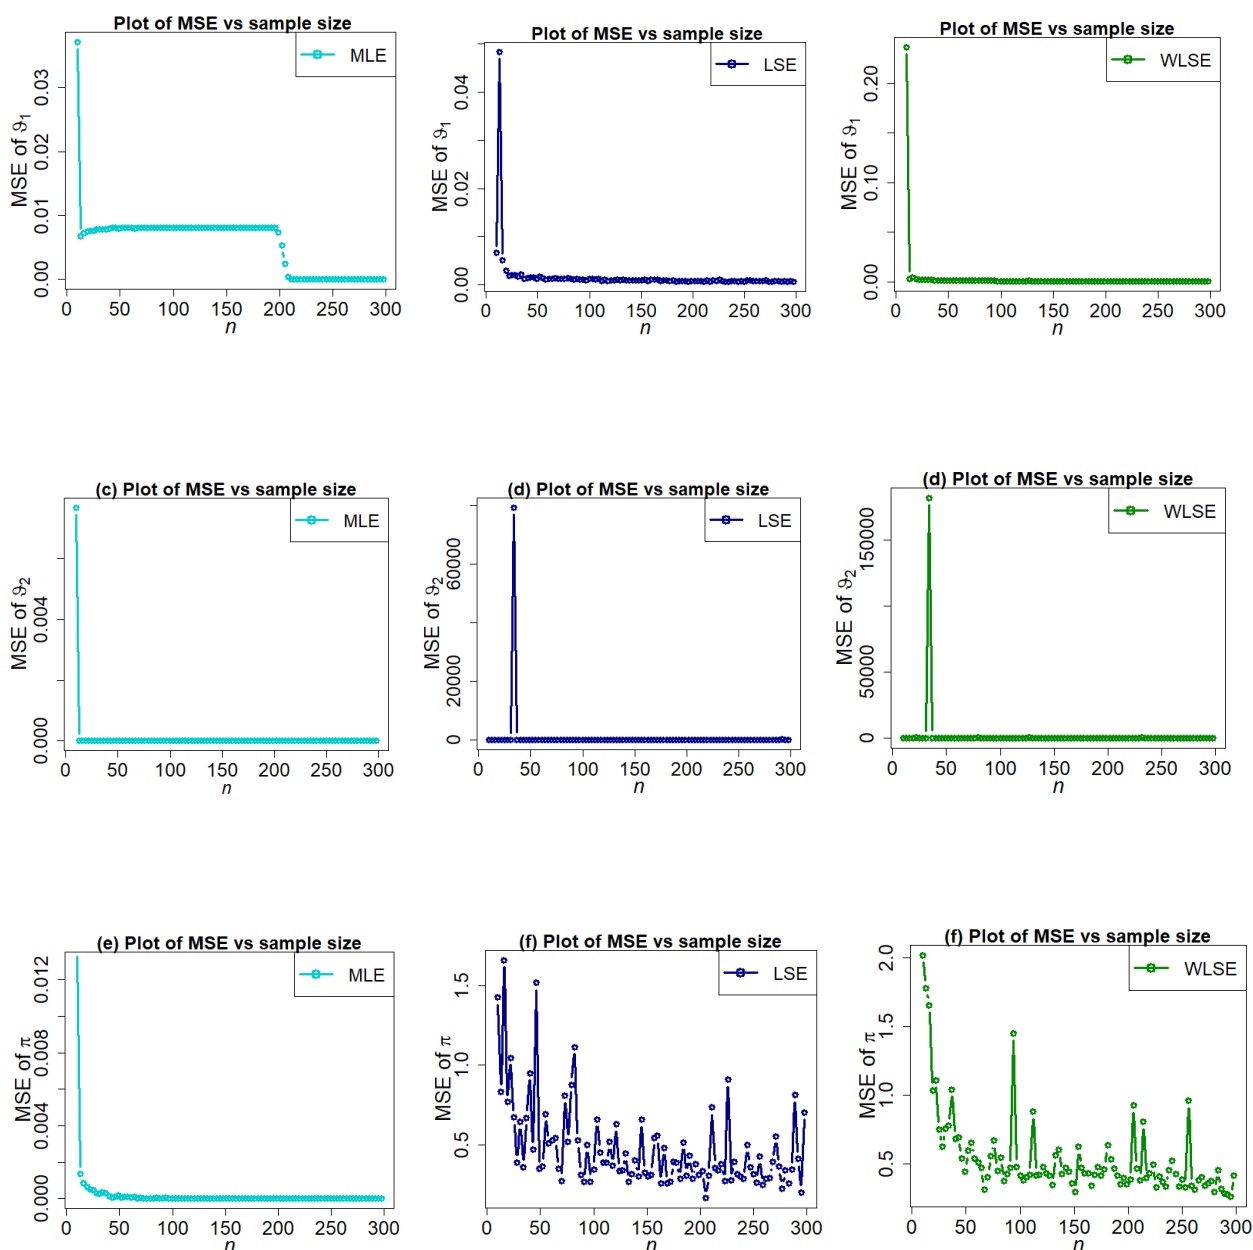 Plot of MSE vs sample size
MLE
MSE of ϑ1
0.00 0.01 0.02 0.03
0 50 100 150 200 250 300
n
Plot of MSE vs sample size
LSE
MSE of ϑ1
0.00 0.02 0.04
0 50 100 150 200 250 300
n
Plot of MSE vs sample size
WLSE
MSE of ϑ1
0.00 0.10 0.20
0 50 100 150 200 250 300
n
(c) Plot of MSE vs sample size
MLE
MSE of ϑ2
0.000 0.004
0 50 100 150 200 250 300
n
(d) Plot of MSE vs sample size
LSE
MSE of ϑ2
0 20000 60000
0 50 100 150 200 250 300
n
(d) Plot of MSE vs sample size
WLSE
MSE of ϑ2
0 50000 150000
0 50 100 150 200 250 300
n
(e) Plot of MSE vs sample size
MLE
MSE of π
0.000 0.004 0.008 0.012
0 50 100 150 200 250 300
n
(f) Plot of MSE vs sample size
LSE
MSE of π
0.5 1.0 1.5
0 50 100 150 200 250 300
n
(f) Plot of MSE vs sample size
WLSE
MSE of π
0.5 1.0 1.5 2.0
0 50 100 150 200 250 300
n